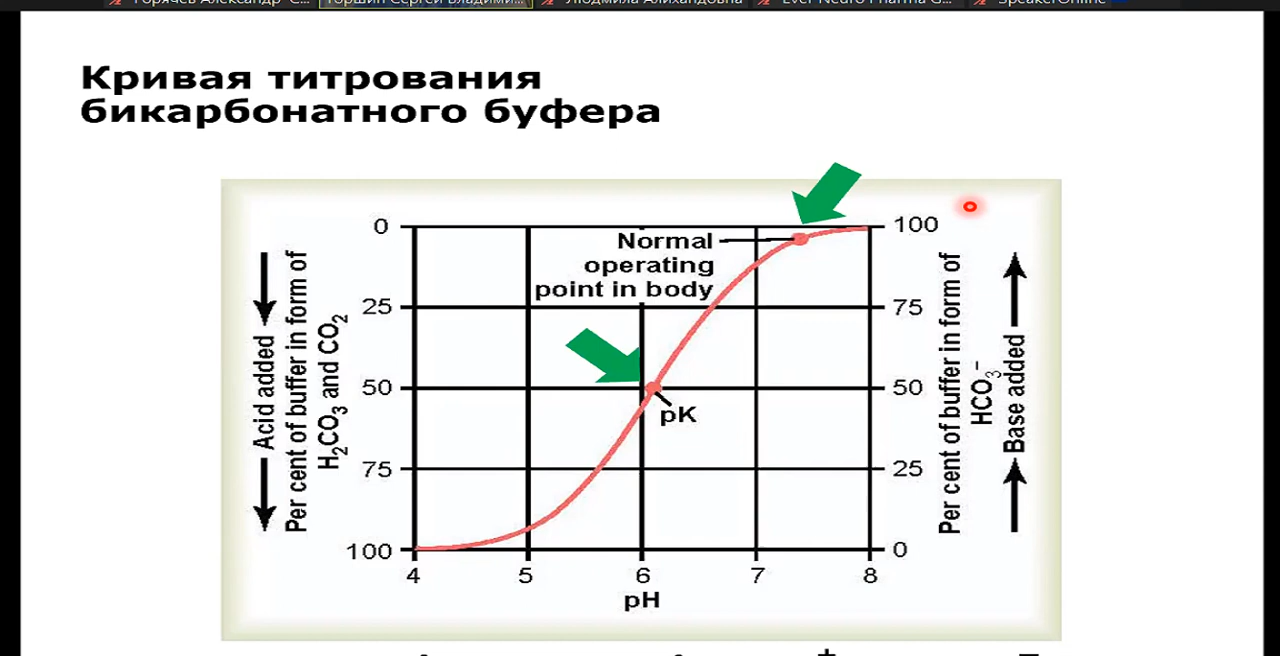 Кривая титрования
бикарбонатного буфера
Acid added
Per cent of buffer in form of
H₂CO₃ and CO₂
0
25
50
75
100
Normal
operating
point in body
pK
4
5
6
7
8
pH
100
75
50
25
0
Per cent of buffer in form of
HCO₃⁻
Base added